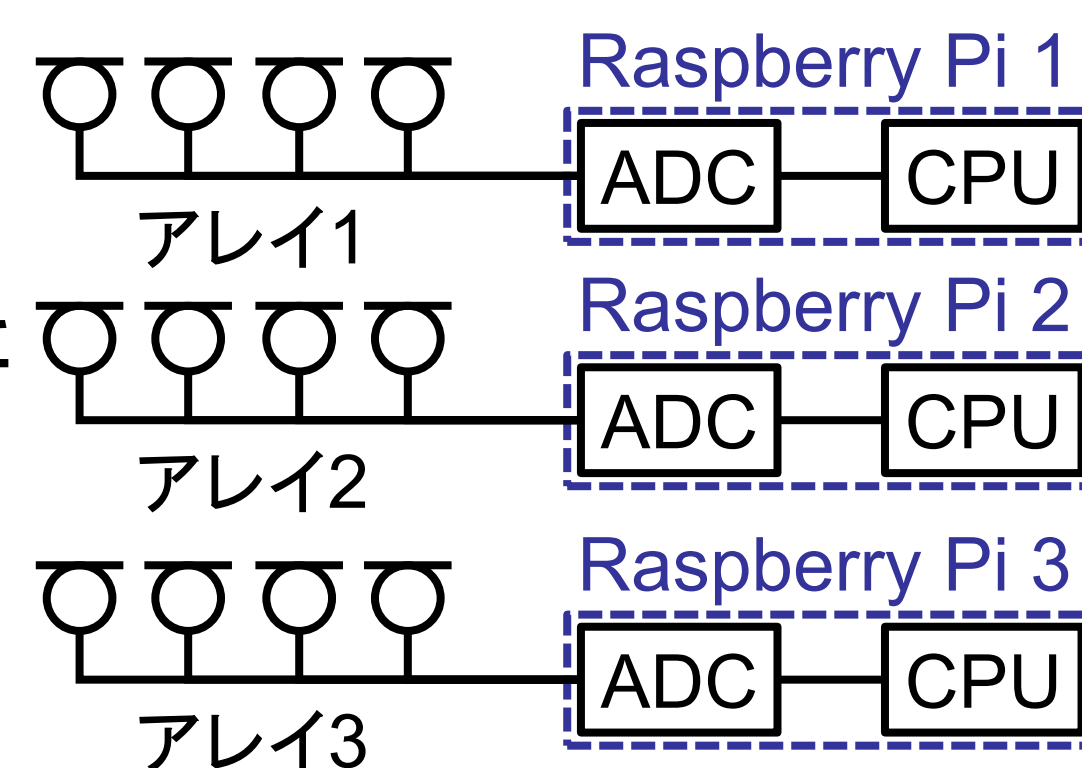 Raspberry Pi 1
ADC
CPU
アレイ1
Raspberry Pi 2
ADC
CPU
アレイ2
Raspberry Pi 3
ADC
CPU
アレイ3